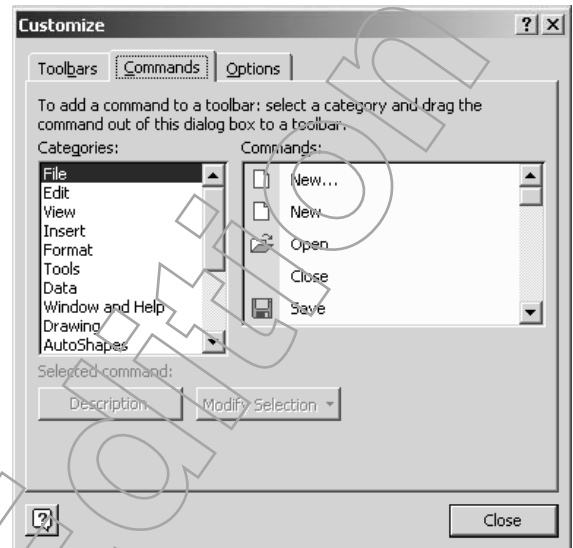 Customize
Toolbars Commands Options
To add a command to a toolbar: select a category and drag the
command out of this dialog box to a toolbar.
Categories: Commands:
File
Edit
View
Insert
Format
Tools
Data
Window and Help
Drawing
AutoShapes
New...
New
Open
Close
Save
Selected command:
Description Modify Selection
Close